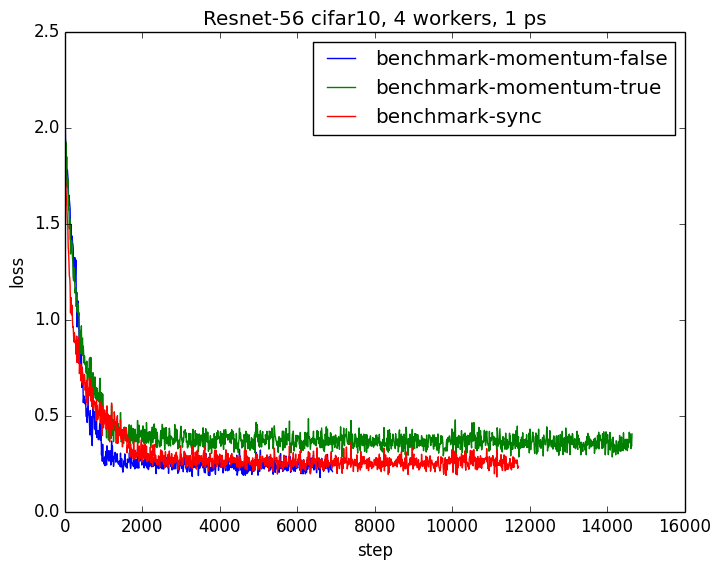 Resnet-56 cifar10, 4 workers, 1 ps
benchmark-momentum-false
benchmark-momentum-true
benchmark-sync
2.5
2.0
1.5
1.0
0.5
0.0
loss
0 2000 4000 6000 8000 10000 12000 14000 16000
step